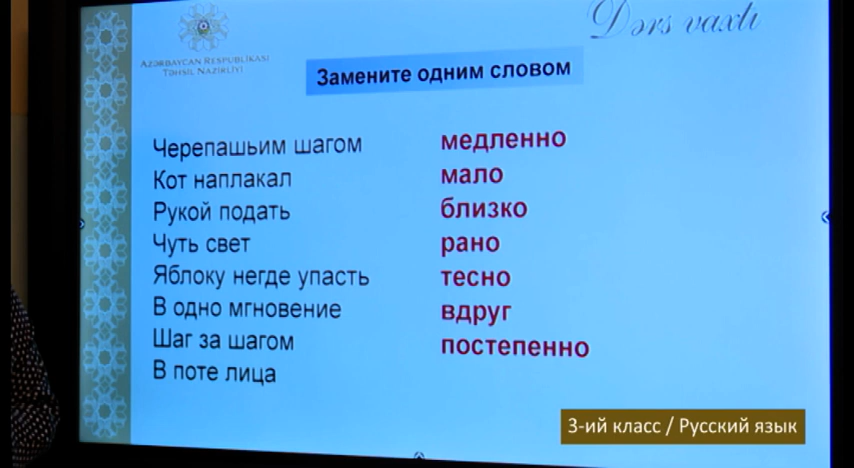 Dərs vaxtı
AZƏRBAYCAN RESPUBLİKASI
TƏHSİL NAZİRLİYİ
Замените одним словом
Черепашьим шагом медленно
Кот наплакал мало
Рукой подать близко
Чуть свет рано
Яблоку негде упасть тесно
В одно мгновение вдруг
Шаг за шагом постепенно
В поте лица
3-ий класс / Русский язык